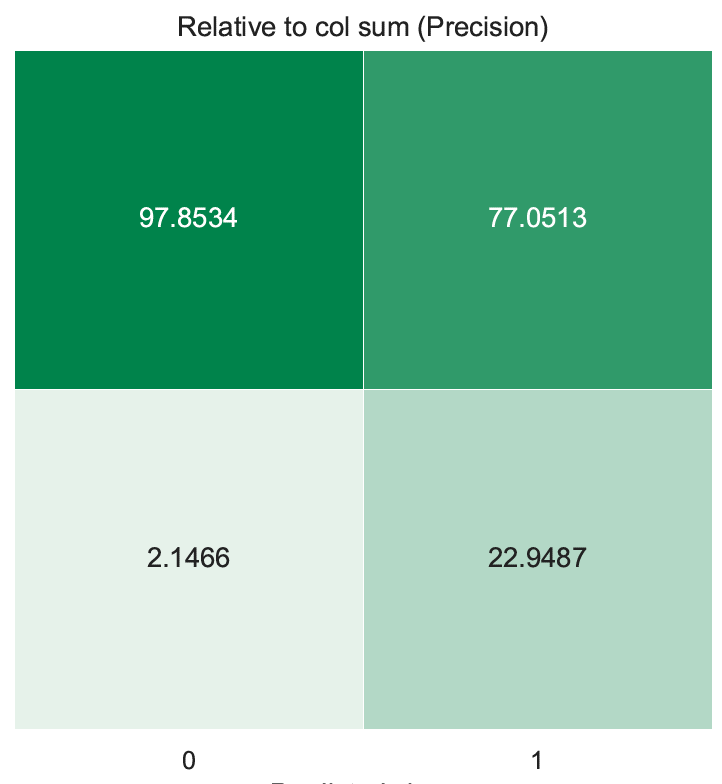 Relative to col sum (Precision)
97.8534 77.0513
2.1466 22.9487
0 1